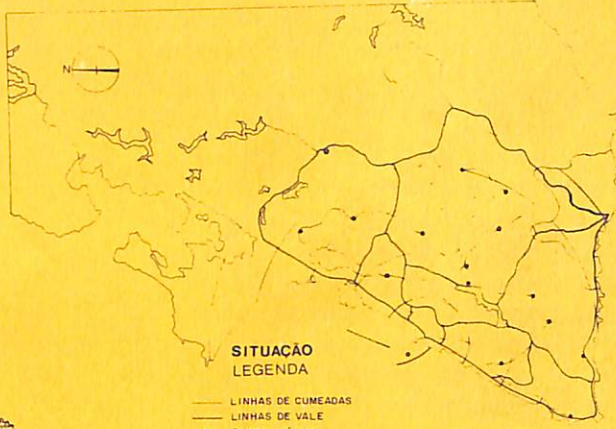 N
SITUAÇÃO
LEGENDA
LINHAS DE CUMEADAS
LINHAS DE VALE